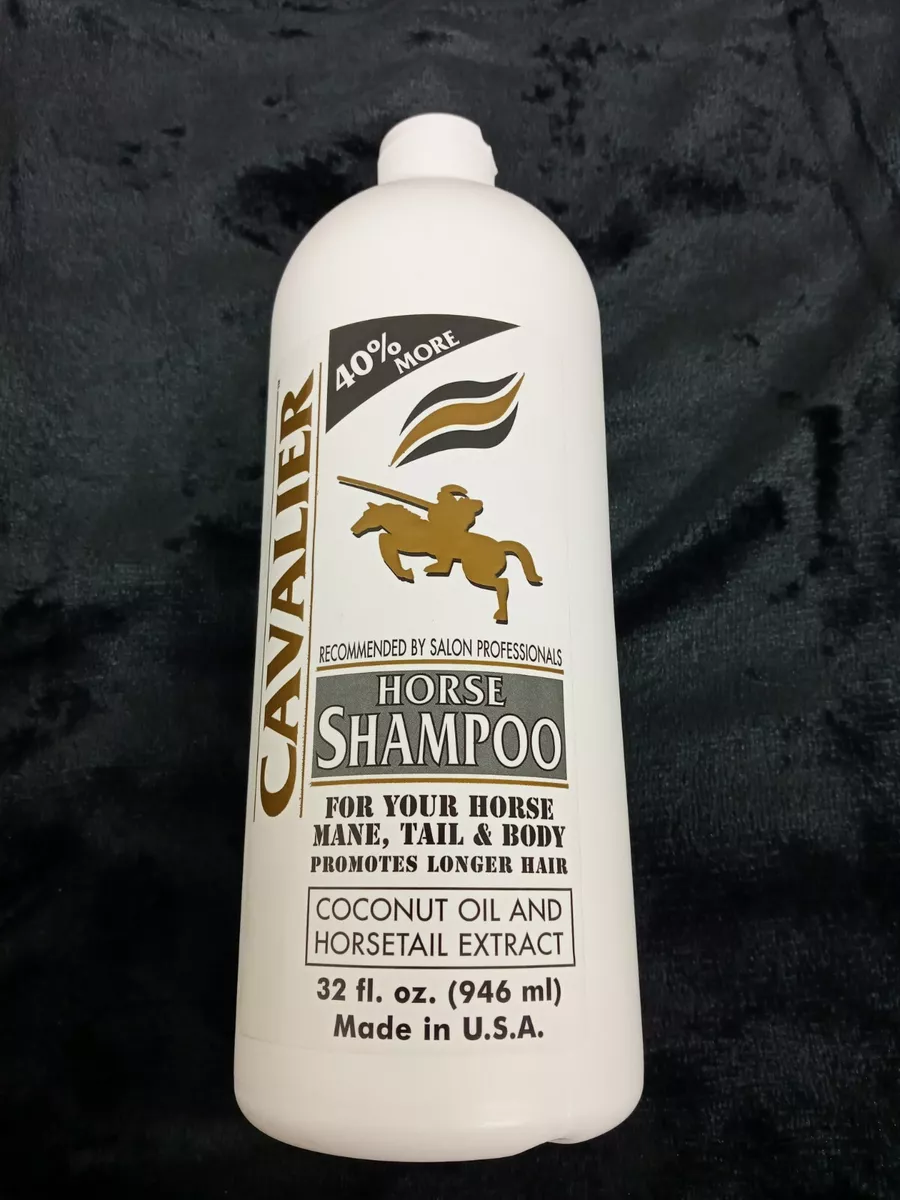 40% MORE
CAVALIER
RECOMMENDED BY SALON PROFESSIONALS
HORSE
SHAMPOO
FOR YOUR HORSE
MANE, TAIL & BODY
PROMOTES LONGER HAIR
COCONUT OIL AND
HORSETAIL EXTRACT
32 fl. oz. (946 ml)
Made in U.S.A.